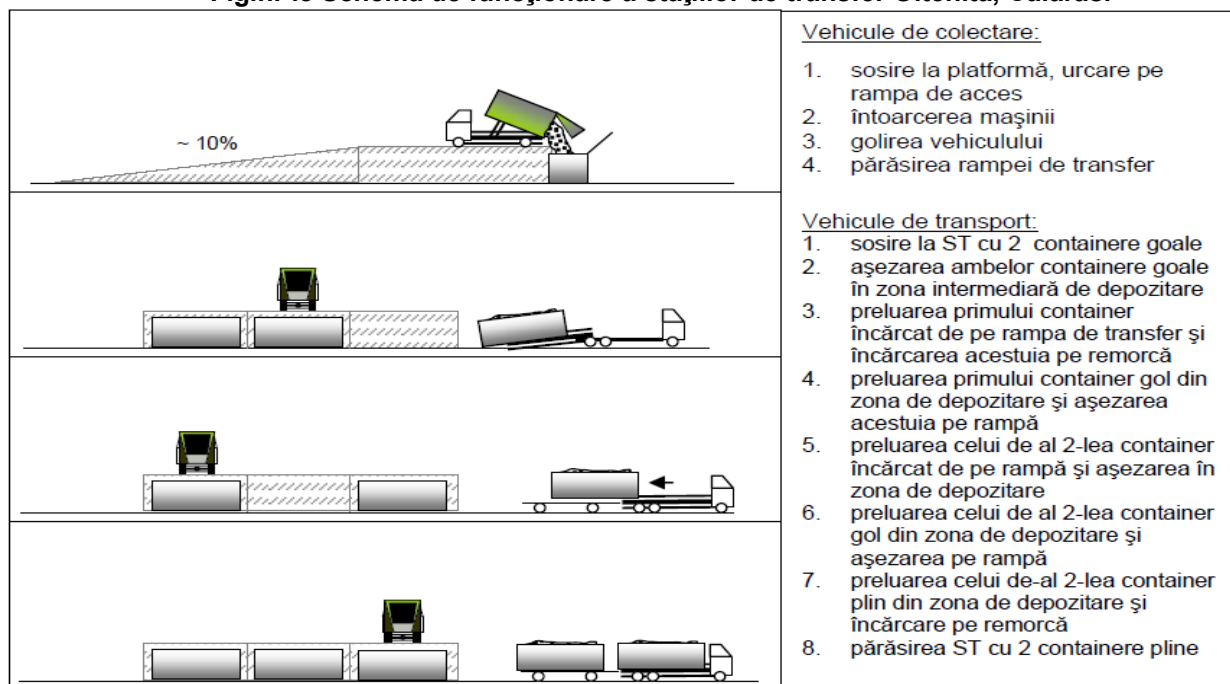 Schema de funcţionare a staţiilor de transfer
~ 10%
Vehicule de colectare:
1. sosire la platformă, urcare pe
rampa de acces
2. întoarcerea maşinii
3. golirea vehiculului
4. părăsirea rampei de transfer
Vehicule de transport:
1. sosire la ST cu 2 containere goale
2. aşezarea ambelor containere goale
în zona intermediară de depozitare
3. preluarea primului container
încărcat de pe rampa de transfer şi
încărcarea acestuia pe remorcă
4. preluarea primului container gol din
zona de depozitare şi aşezarea
acestuia pe rampă
5. preluarea celui de al 2-lea container
încărcat de pe rampă şi aşezarea în
zona de depozitare
6. preluarea celui de al 2-lea container
gol din zona de depozitare şi
aşezarea pe rampă
7. preluarea celui de-al 2-lea container
plin din zona de depozitare şi
încărcare pe remorcă
8. părăsirea ST cu 2 containere pline